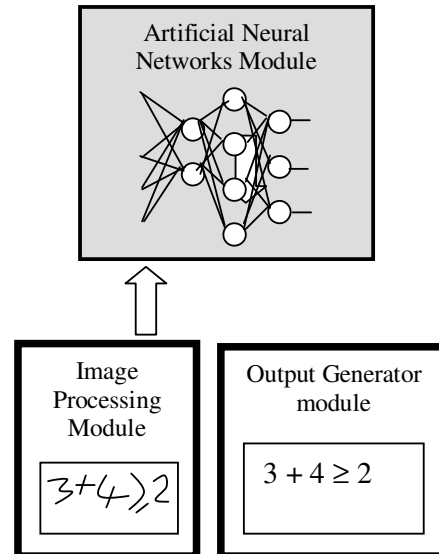 Artificial Neural
Networks Module
Image
Processing
Module
3+4≥2
Output Generator
module
3 + 4 ≥ 2